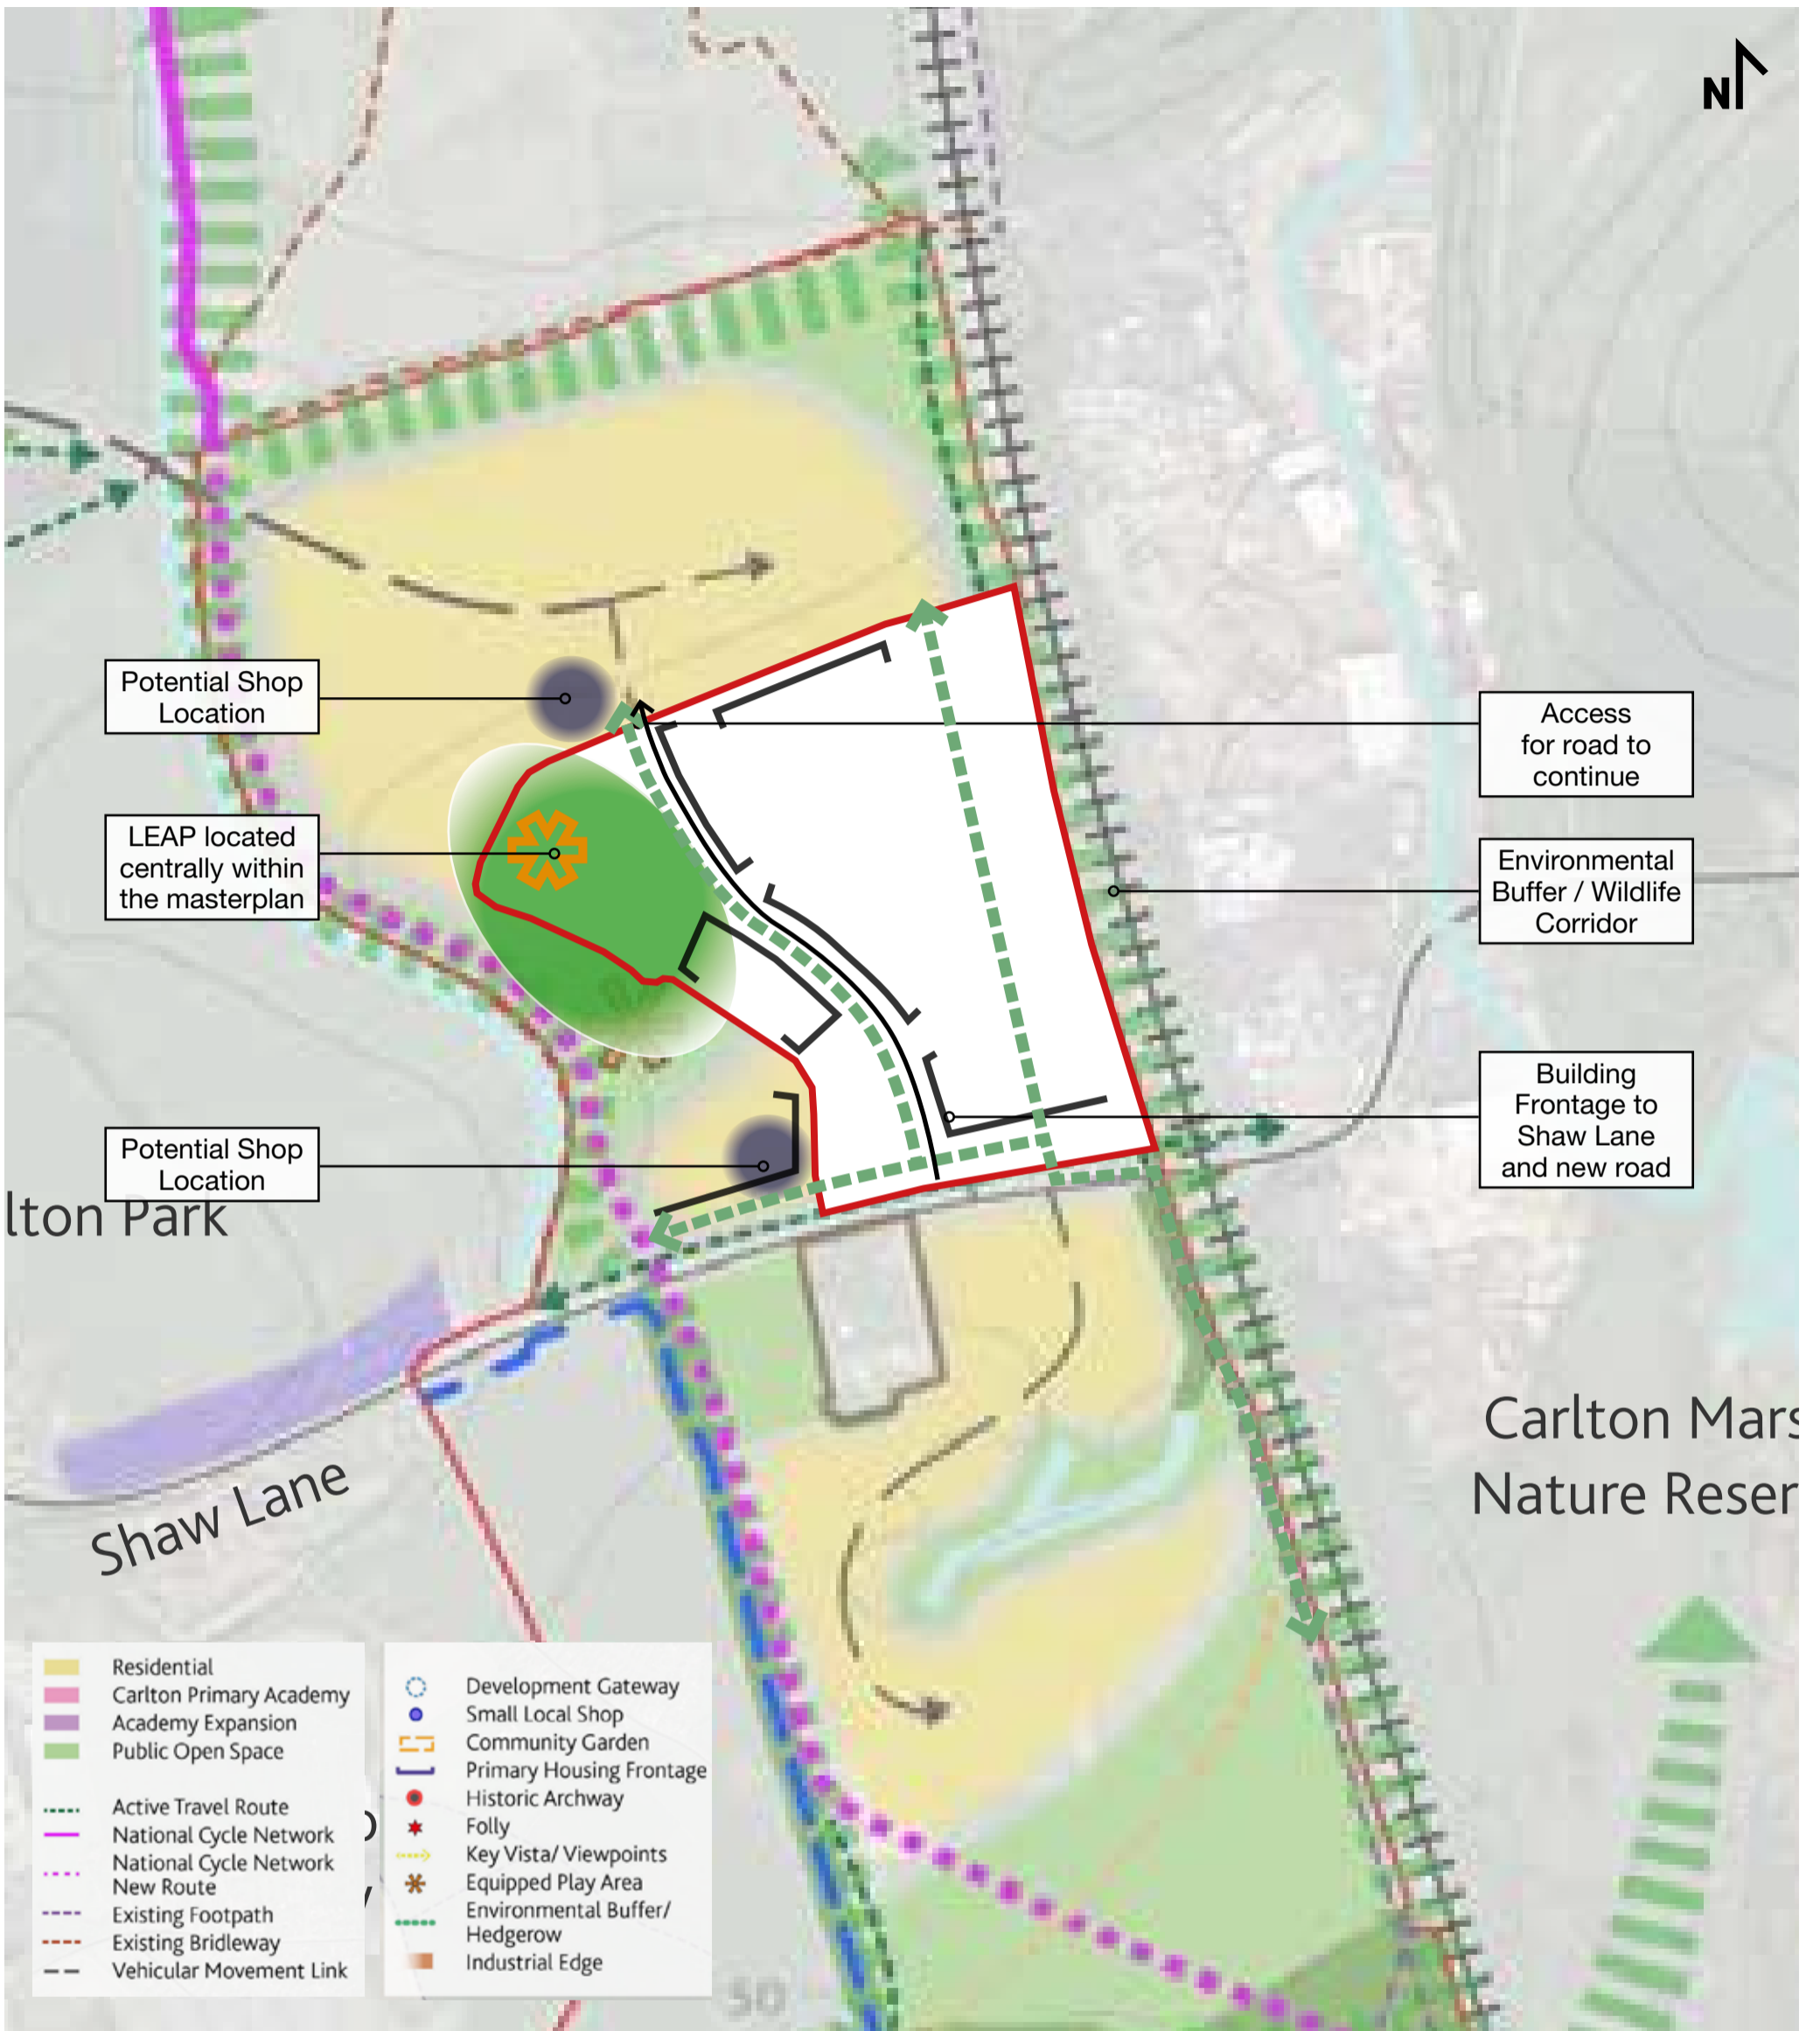 N
Potential Shop
Location
Access
for road to
continue
LEAP located
centrally within
the masterplan
Environmental
Buffer / Wildlife
Corridor
Building
Frontage to
Shaw Lane
and new road
Potential Shop
Location
lton Park
Shaw Lane
Carlton Mars
Nature Reser
Residential
Carlton Primary Academy
Academy Expansion
Public Open Space
Active Travel Route
National Cycle Network
National Cycle Network
New Route
Existing Footpath
Existing Bridleway
Vehicular Movement Link
Development Gateway
Small Local Shop
Community Garden
Primary Housing Frontage
Historic Archway
Folly
Key Vista/ Viewpoints
Equipped Play Area
Environmental Buffer/
Hedgerow
Industrial Edge
50